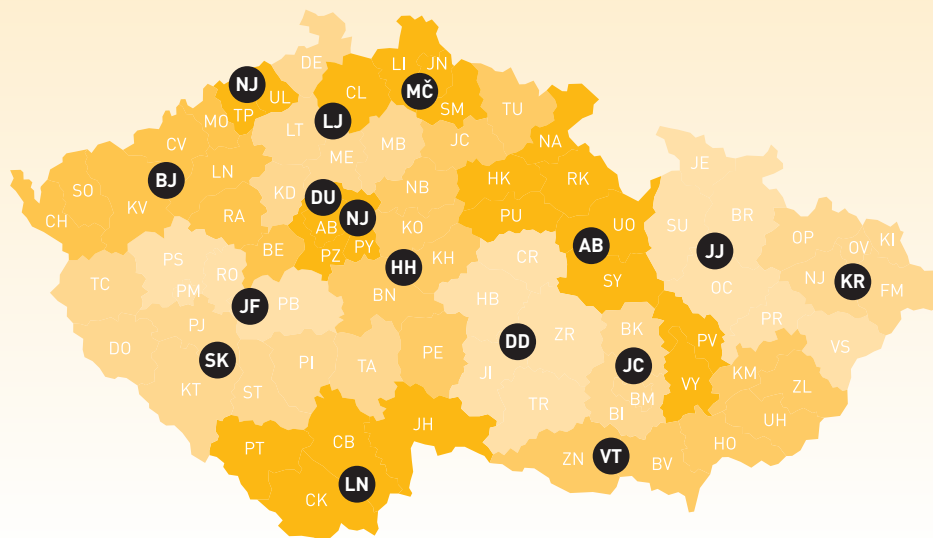 DE
LI
JN
NJ
UL
CL
MČ
TP
SM
TU
MO
LJ
LT
CV
JC
NA
MB
ME
LN
JE
BJ
SO
KV
KD
DU
NB
HK
RK
CH
RA
NJ
AB
KO
PU
UO
SU
BR
BE
PZ
PY
KH
HH
CR
AB
JJ
OP
OV
KI
PS
RO
TC
PM
JF
PB
BN
HB
SY
OC
NJ
KR
FM
PJ
DO
SK
PI
TA
PE
DD
ZR
BK
JC
PV
PR
VS
KT
ST
JI
TR
BM
BI
VY
KM
ZL
PT
CB
JH
UH
HO
ZN
VT
BV
CK
LN